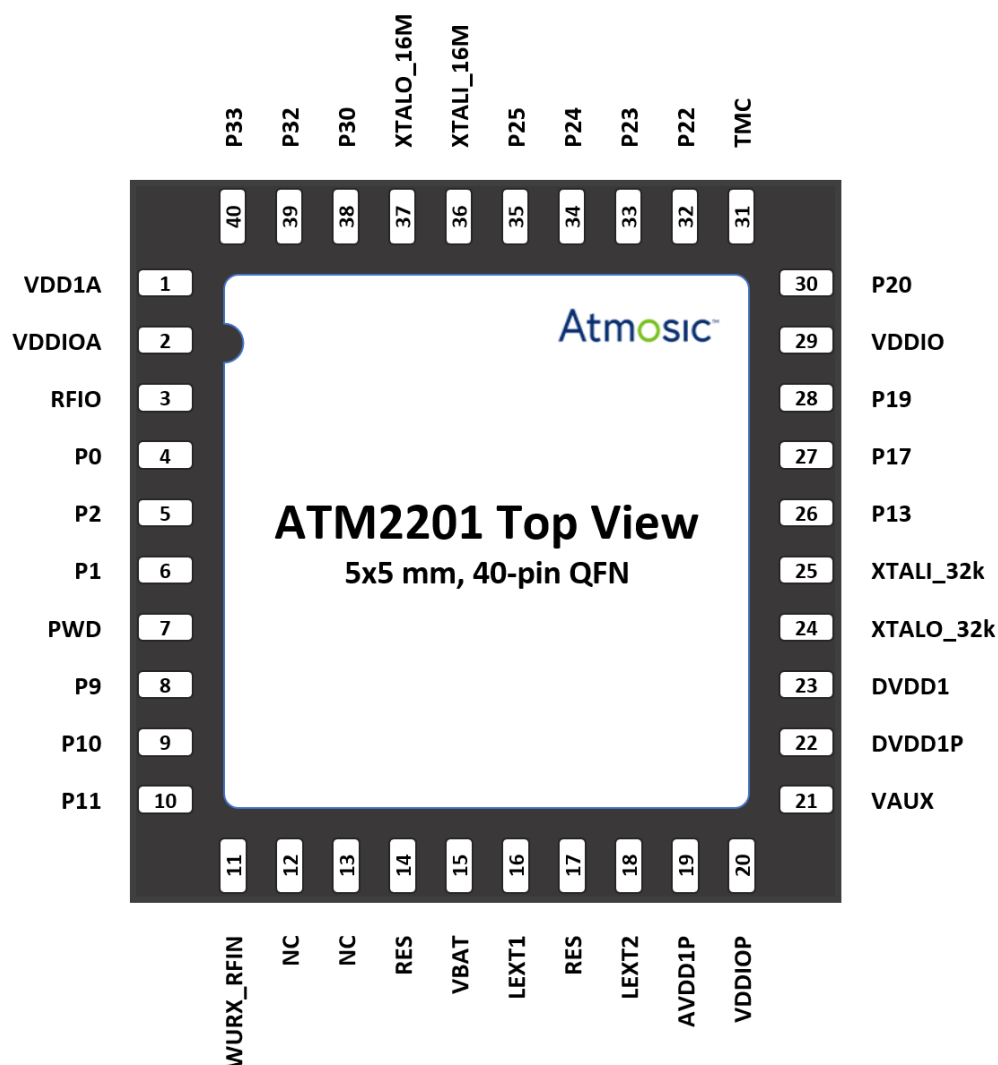 P33 P32 P30 XTALO_16M XTALI_16M P25 P24 P23 P22 TMC
40 39 38 37 36 35 34 33 32 31
VDD1A 1 30 P20
Atmosic™
VDDIOA 2 29 VDDIO
RFIO 3 28 P19
P0 4 27 P17
P2 5 26 P13
ATM2201 Top View
5x5 mm, 40-pin QFN
P1 6 25 XTALI_32k
PWD 7 24 XTALO_32k
P9 8 23 DVDD1
P10 9 22 DVDD1P
P11 10 21 VAUX
11 12 13 14 15 16 17 18 19 20
WURX_RFIN NC NC RES VBAT LEXT1 RES LEXT2 AVDD1P VDDIOP